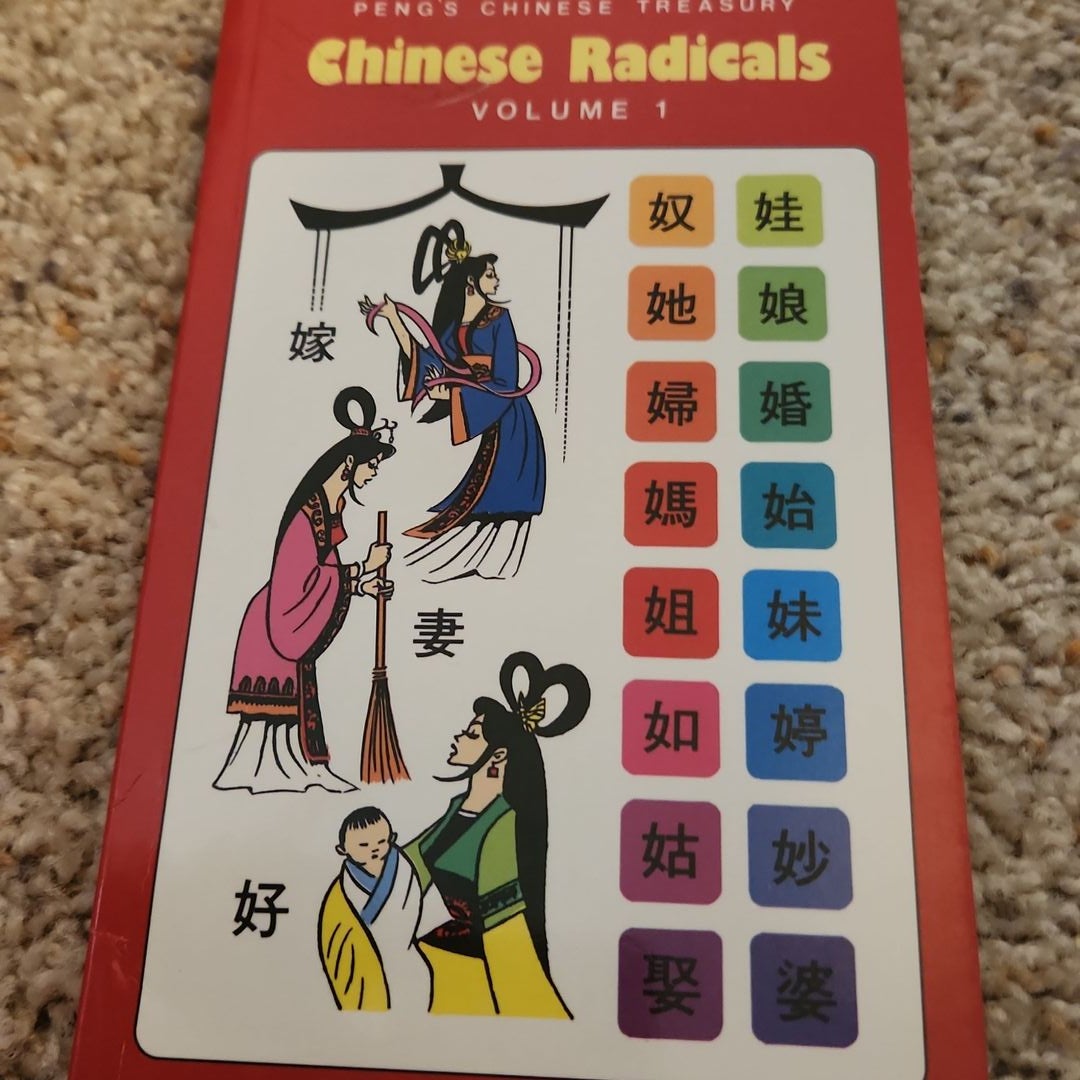 PENG'S CHINESE TREASURY
Chinese Radicals
VOLUME 1
嫁
妻
好
奴 娃
她 娘
婦 婚
媽 始
姐 妹
如 婷
姑 妙
娶 婆